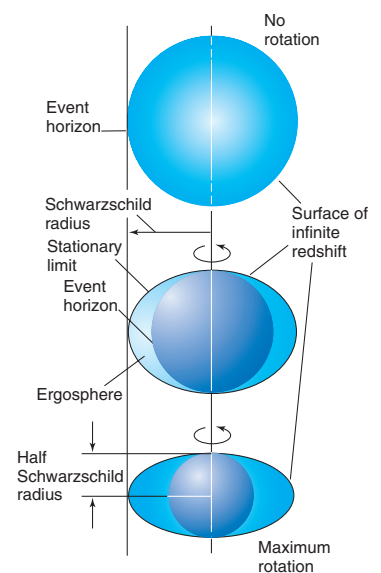 No
rotation
Event
horizon
Schwarzschild
radius
Surface of
infinite
redshift
Stationary
limit
Event
horizon
Ergosphere
Half
Schwarzschild
radius
Maximum
rotation